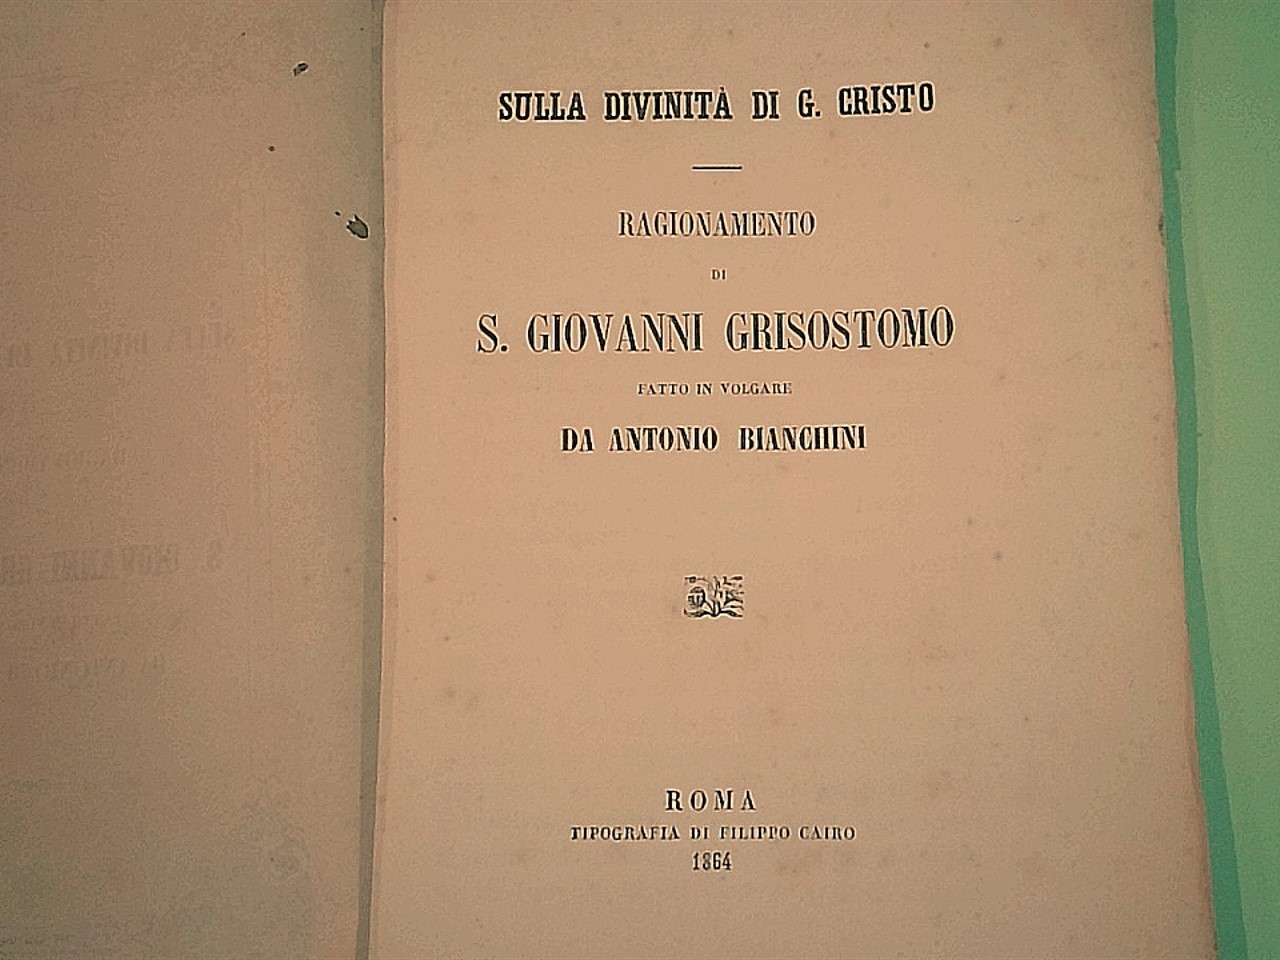 SULLA DIVINITÀ DI G. CRISTO
RAGIONAMENTO
DI
S. GIOVANNI GRISOSTOMO
FATTO IN VOLGARE
DA ANTONIO BIANCHINI
ROMA
TIPOGRAFIA DI FILIPPO CAIRO
1864